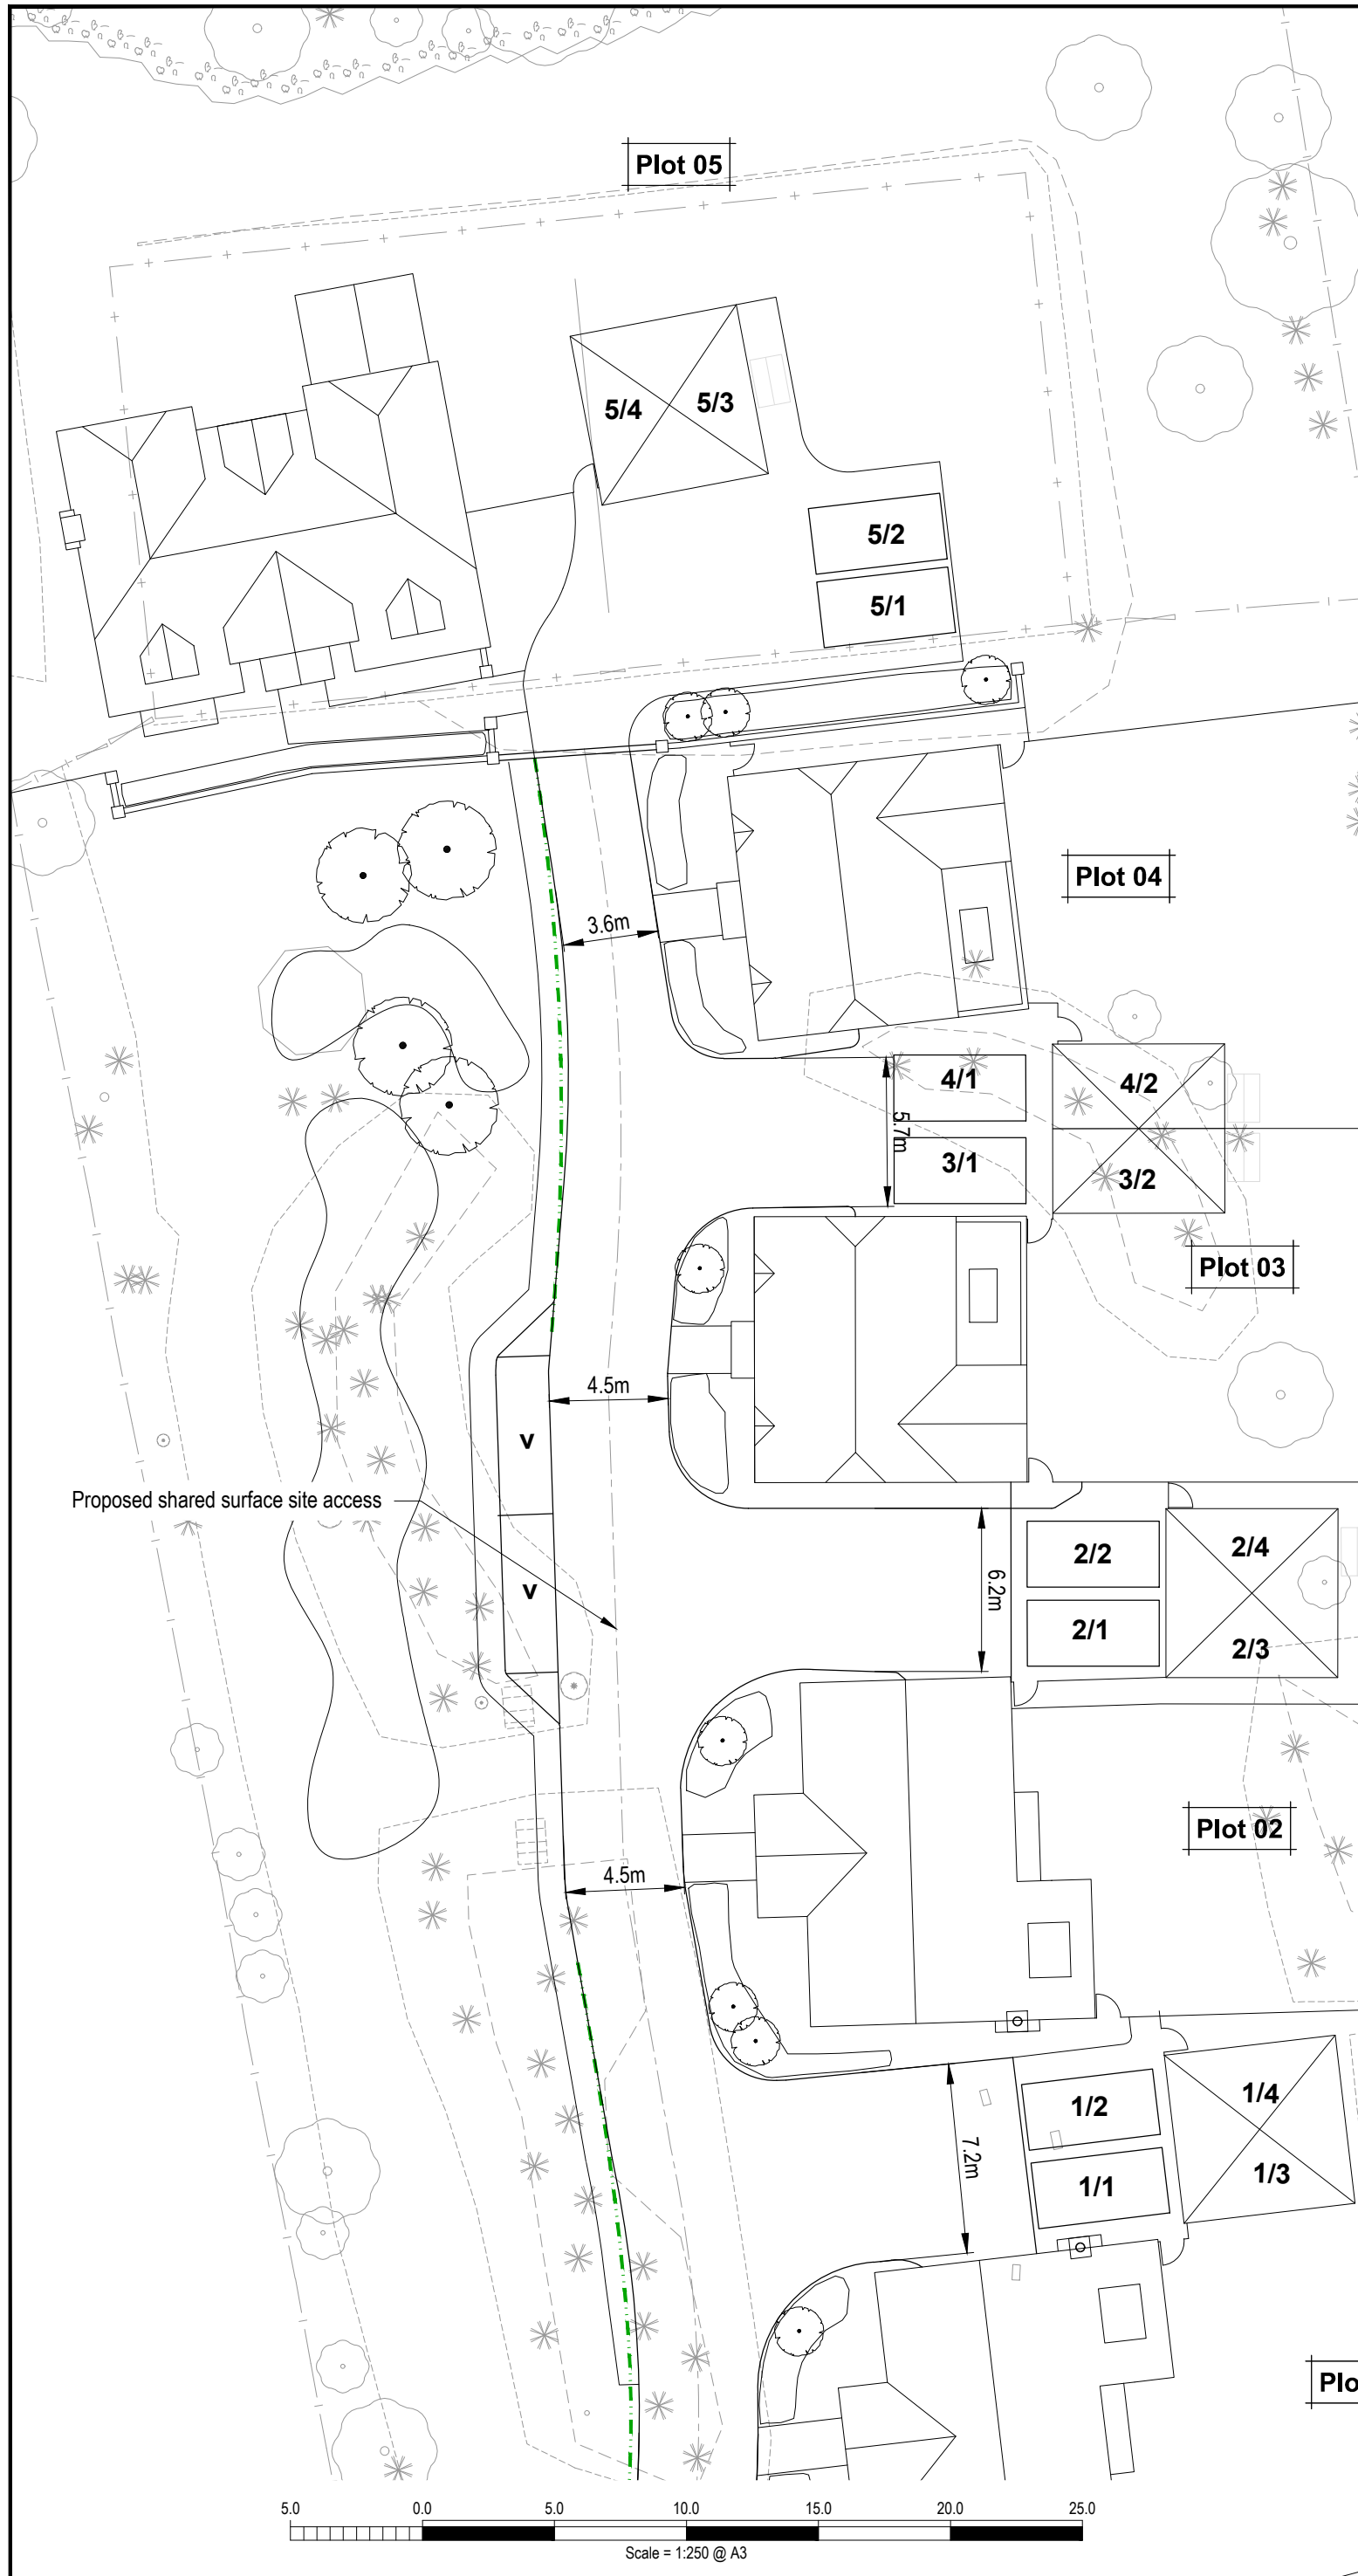 Plot 05
5/4
5/3
5/2
5/1
Plot 04
3.6m
4/1
4/2
5.7m
3/1
3/2
Plot 03
4.5m
v
Proposed shared surface site access
v
2/2
2/4
6.2m
2/1
2/3
Plot 02
4.5m
1/2
1/4
7.2m
1/1
1/3
Plo
5.0 0.0 5.0 10.0 15.0 20.0 25.0
Scale = 1:250 @ A3